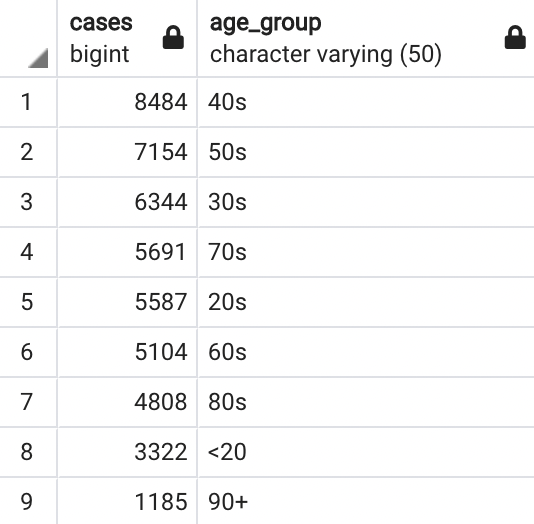 cases age_group
bigint character varying (50)
1 8484 40s
2 7154 50s
3 6344 30s
4 5691 70s
5 5587 20s
6 5104 60s
7 4808 80s
8 3322 <20
9 1185 90+